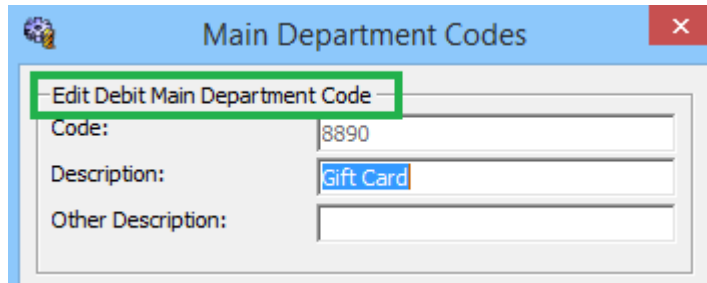 Main Department Codes
Edit Debit Main Department Code
Code: 8890
Description: Gift Card
Other Description: